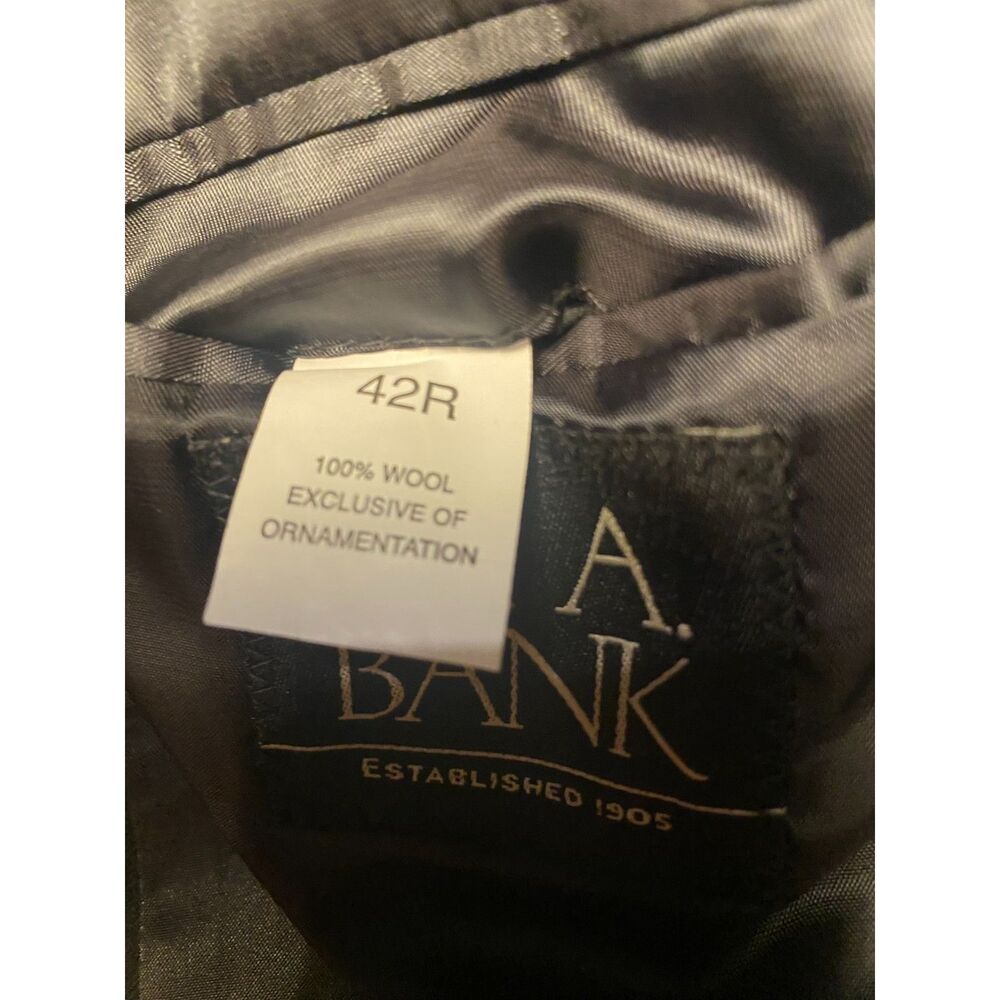 42R
100% WOOL
EXCLUSIVE OF
ORNAMENTATION
A.
BANK
ESTABLISHED 1905